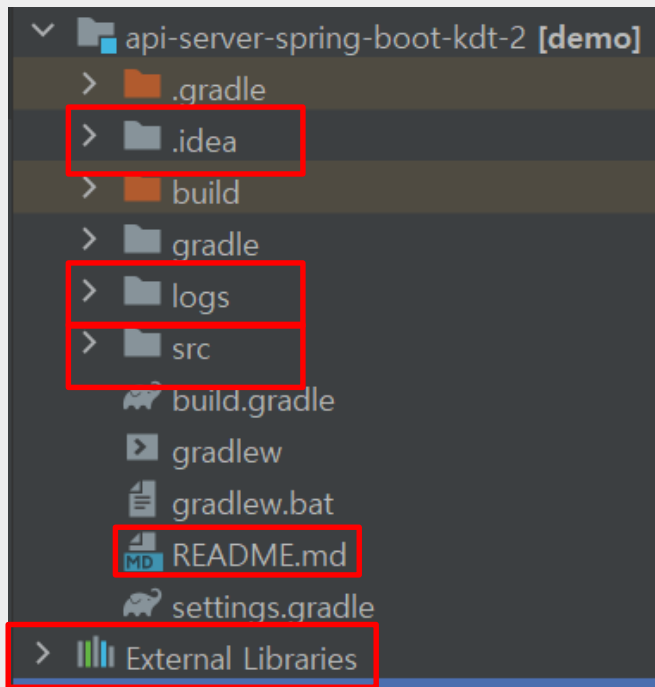 api-server-spring-boot-kdt-2 [demo]
.gradle
.idea
build
gradle
logs
src
build.gradle
gradlew
gradlew.bat
MD README.md
settings.gradle
External Libraries